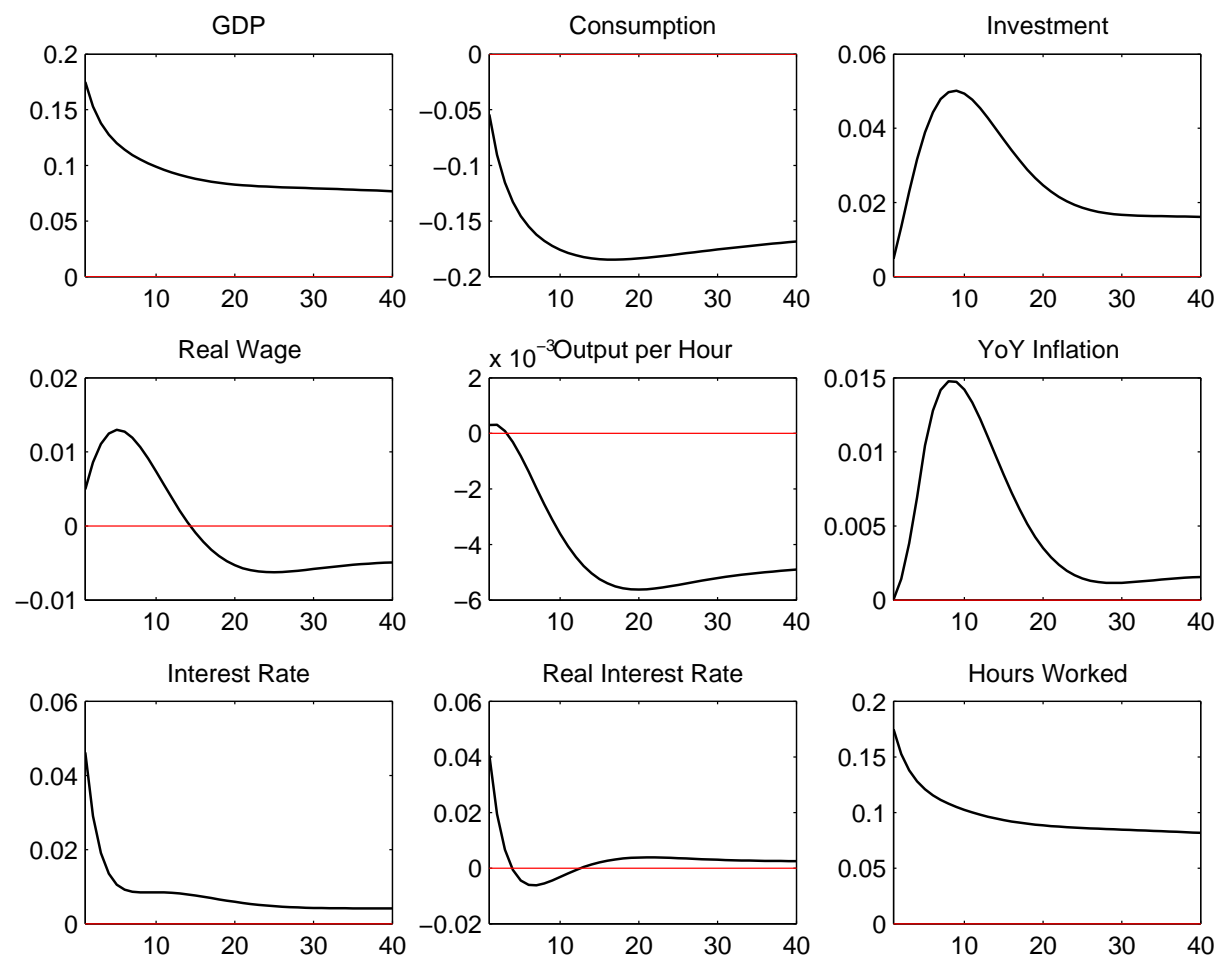 GDP
0.2
0.15
0.1
0.05
0
10 20 30 40
Consumption
0
−0.05
−0.1
−0.15
−0.2
10 20 30 40
Investment
0.06
0.04
0.02
0
10 20 30 40
Real Wage
0.02
0.01
0
−0.01
10 20 30 40
x 10−3 Output per Hour
2
0
−2
−4
−6
10 20 30 40
YoY Inflation
0.015
0.01
0.005
0
10 20 30 40
Interest Rate
0.06
0.04
0.02
0
10 20 30 40
Real Interest Rate
0.06
0.04
0.02
0
−0.02
10 20 30 40
Hours Worked
0.2
0.15
0.1
0.05
0
10 20 30 40